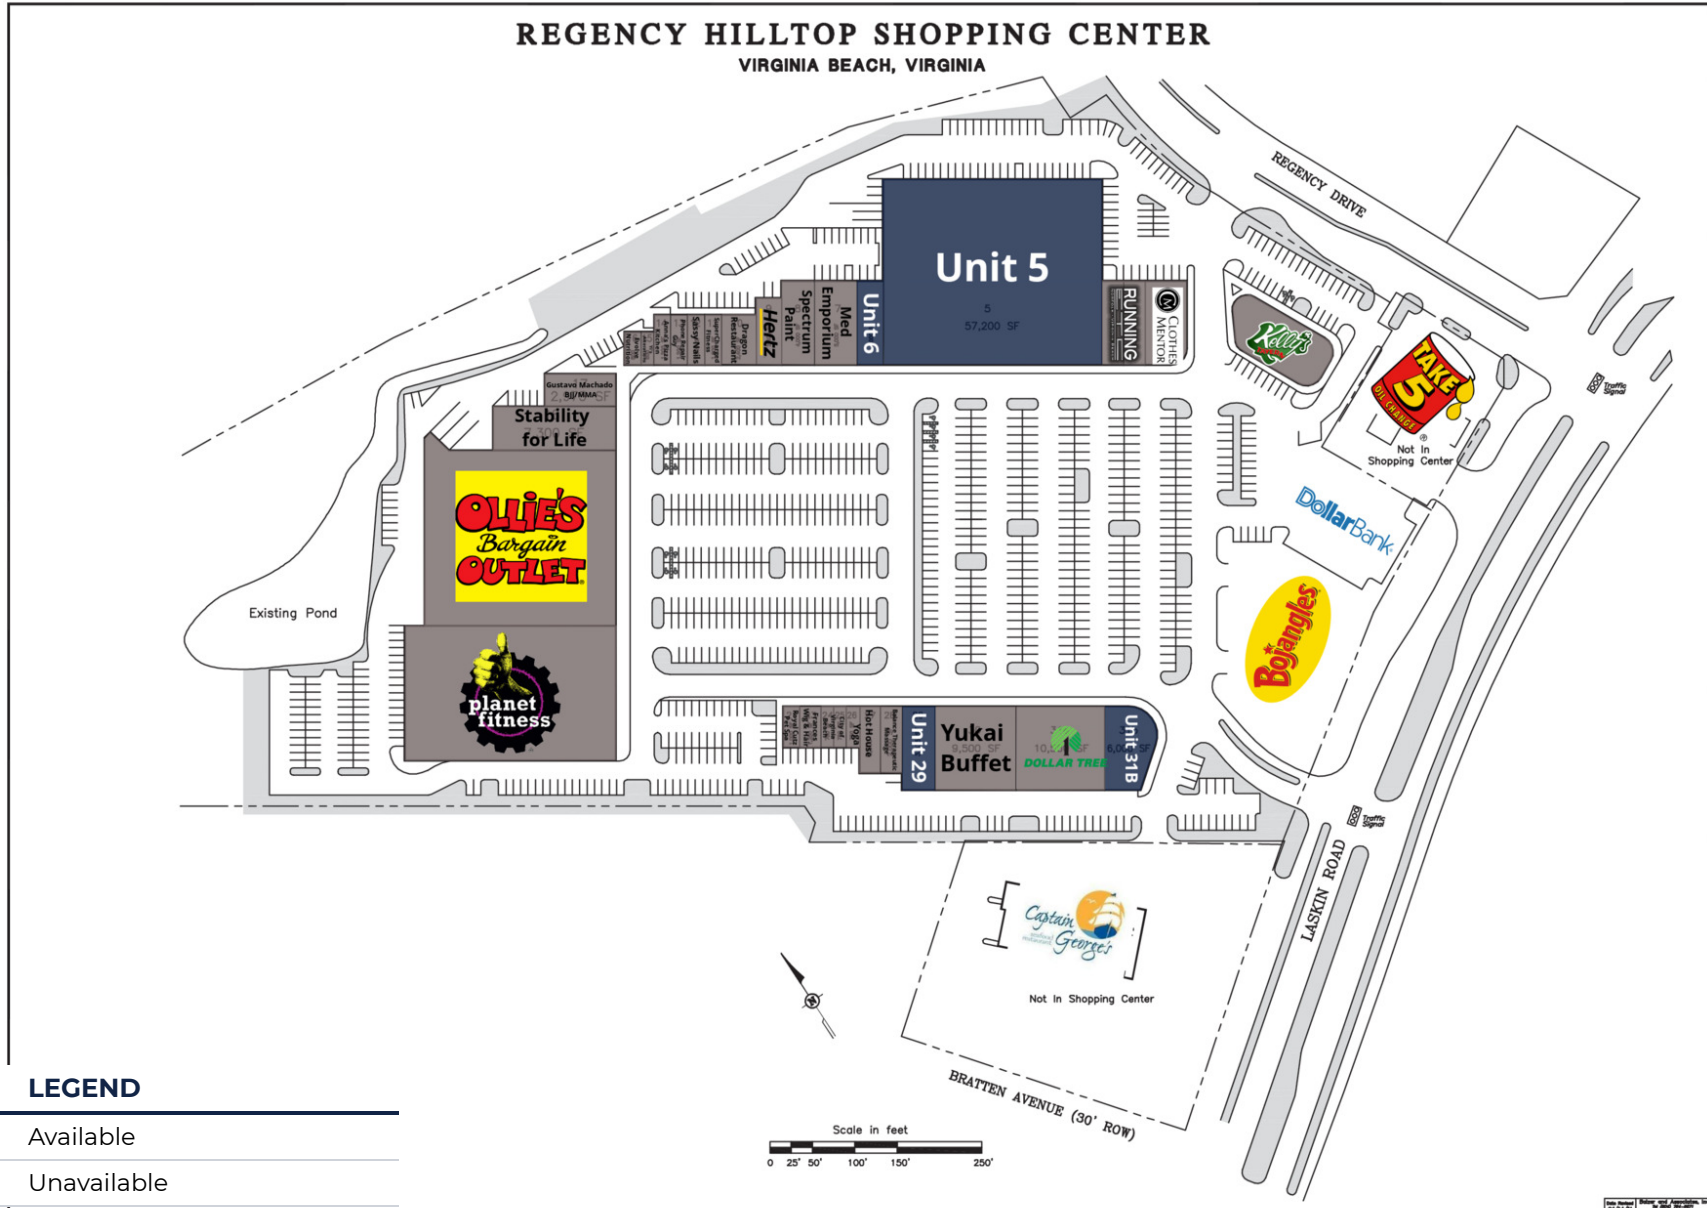 REGENCY HILLTOP SHOPPING CENTER
VIRGINIA BEACH, VIRGINIA
REGENCY DRIVE
Unit 5
5
57,200 SF
Unit 6
Med
Emporium
Spectrum
Paint
Hertz
Dragon
Restaurant
Sassy Nails
RUNNING
CLOTHES
MENTOR
Kelly's
TAKE
5
OIL CHANGE
Not In
Shopping Center
Traffic
Signal
Gustavo Machado
BJJ/MMA
Stability
for Life
7,300 SF
OLLIE'S
Bargain
OUTLET
DollarBank
Bojangles
Existing Pond
planet
fitness
Hot House
Yoga
Unit 29
Yukai
Buffet
9,500 SF
DOLLAR TREE
Unit 31B
Traffic
Signal
LASKIN ROAD
Captain
George's
Not In Shopping Center
BRATTEN AVENUE (30' ROW)
Scale in feet
0 25' 50' 100' 150' 250'
LEGEND
Available
Unavailable